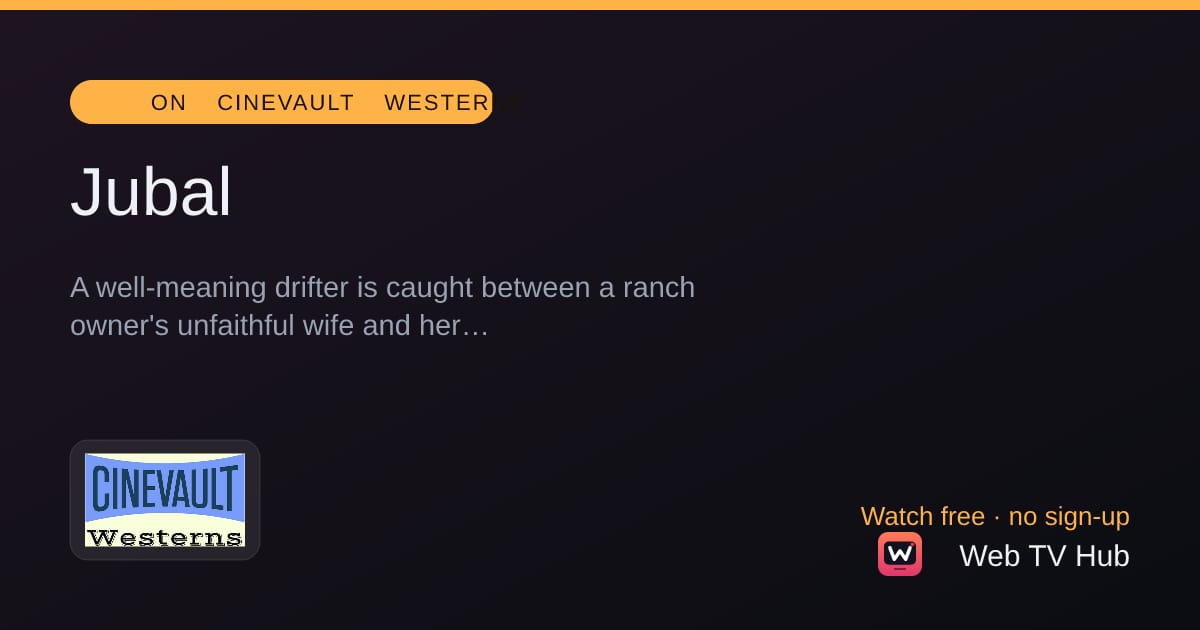 ON CINEVAULT WESTER
Jubal
A well-meaning drifter is caught between a ranch
owner's unfaithful wife and her…
CINEVAULT
Westerns
Watch free · no sign-up
W
Web TV Hub